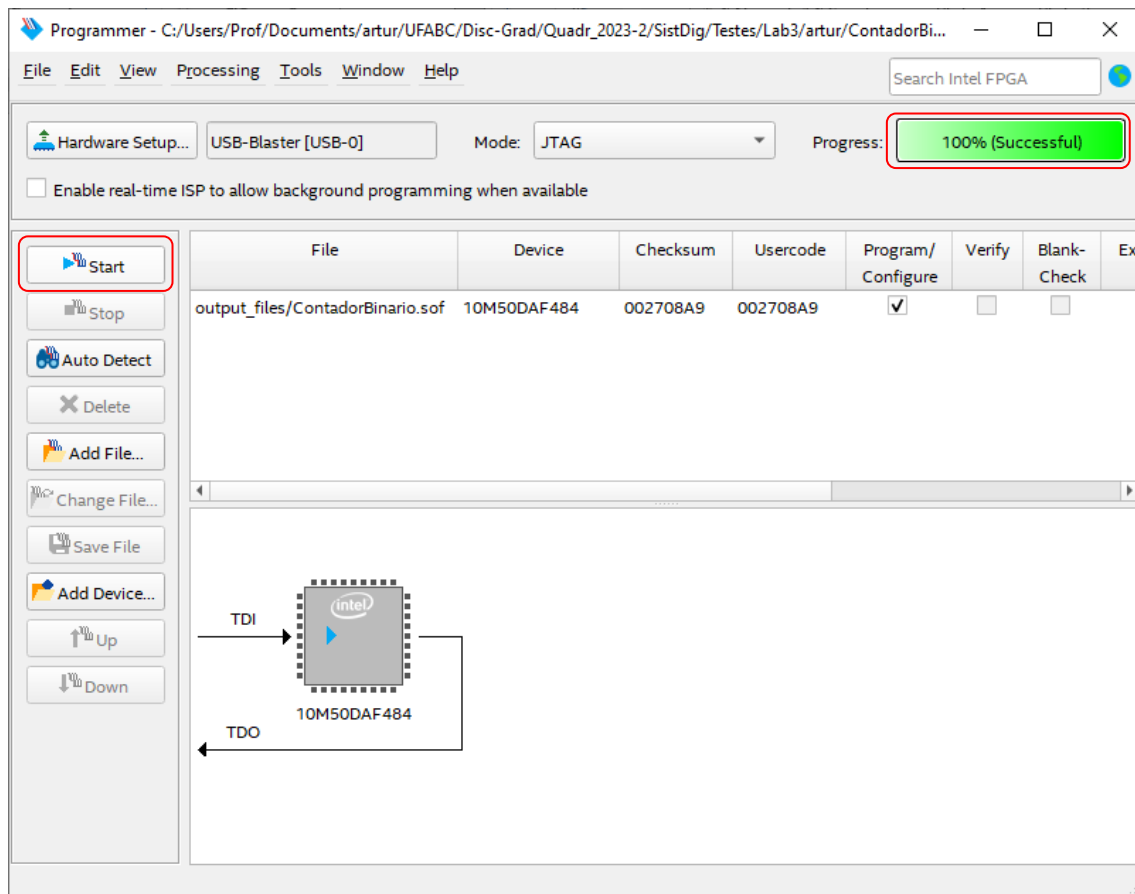 Programmer - C:/Users/Prof/Documents/artur/UFABC/Disc-Grad/Quadr_2023-2/SistDig/Testes/Lab3/artur/ContadorBi...
File Edit View Processing Tools Window Help
Search Intel FPGA
Hardware Setup... USB-Blaster [USB-0] Mode: JTAG Progress: 100% (Successful)
Enable real-time ISP to allow background programming when available
Start
Stop
Auto Detect
Delete
Add File...
Change File...
Save File
Add Device...
Up
Down
File Device Checksum Usercode Program/ Verify Blank- Ex
Configure Check
output_files/ContadorBinario.sof 10M50DAF484 002708A9 002708A9
intel
TDI
10M50DAF484
TDO